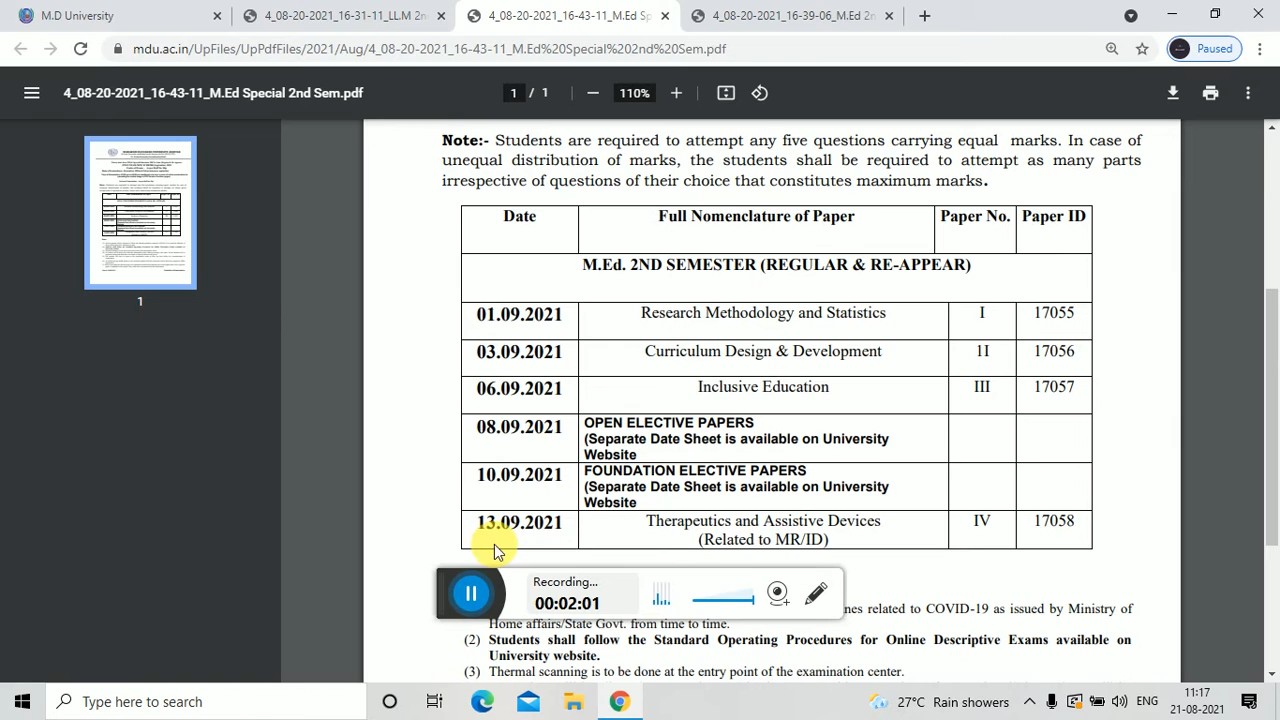 M.D University
4_08-20-2021_16-31-11_LL.M 2n
4_08-20-2021_16-43-11_M.Ed Sp
4_08-20-2021_16-39-06_M.Ed 2n
mdu.ac.in/UpFiles/UpPdfFiles/2021/Aug/4_08-20-2021_16-43-11_M.Ed%20Special%202nd%20Sem.pdf
Paused
4_08-20-2021_16-43-11_M.Ed Special 2nd Sem.pdf
1 / 1
110%
1
Note:- Students are required to attempt any five questions carrying equal marks. In case of
unequal distribution of marks, the students shall be required to attempt as many parts
irrespective of questions of their choice that constitutes maximum marks.
Date Full Nomenclature of Paper Paper No. Paper ID
M.Ed. 2ND SEMESTER (REGULAR & RE-APPEAR)
01.09.2021 Research Methodology and Statistics I 17055
03.09.2021 Curriculum Design & Development 1I 17056
06.09.2021 Inclusive Education III 17057
08.09.2021 OPEN ELECTIVE PAPERS
(Separate Date Sheet is available on University
Website
10.09.2021 FOUNDATION ELECTIVE PAPERS
(Separate Date Sheet is available on University
Website
13.09.2021 Therapeutics and Assistive Devices IV 17058
(Related to MR/ID)
Recording...
00:02:01
nes related to COVID-19 as issued by Ministry of
Home affairs/State Govt. from time to time.
(2) Students shall follow the Standard Operating Procedures for Online Descriptive Exams available on
University website.
(3) Thermal scanning is to be done at the entry point of the examination center.
Type here to search
27°C Rain showers
ENG
11:17
21-08-2021